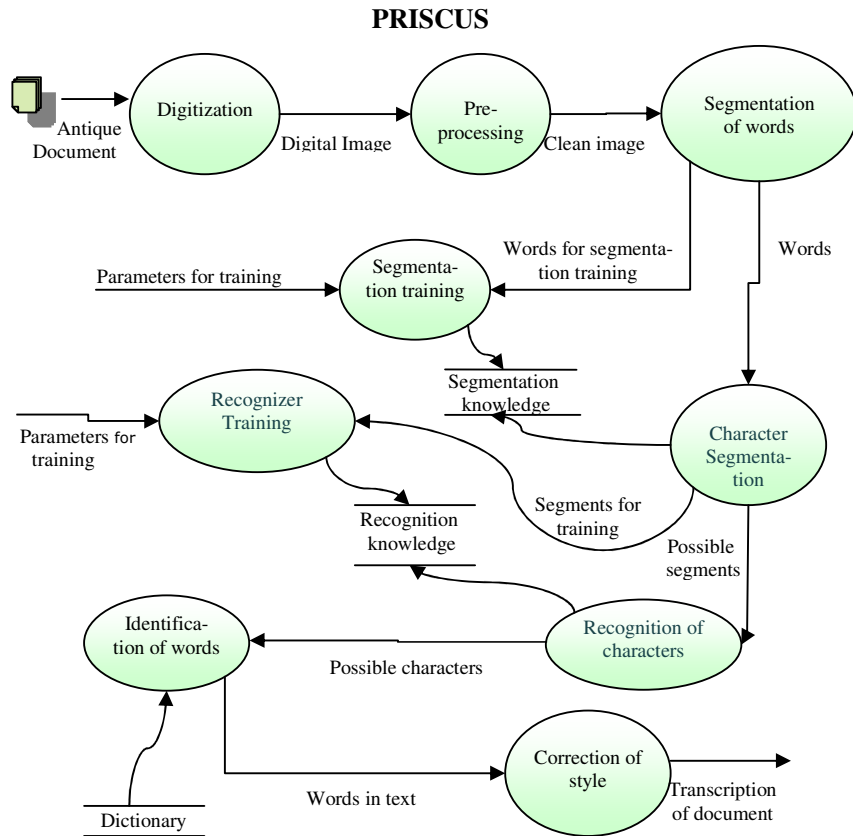 PRISCUS
Digitization
Pre-
processing
Segmentation
of words
Antique
Document
Digital Image
Clean image
Words for segmenta-
tion training
Words
Parameters for training
Segmenta-
tion training
Segmentation
knowledge
Recognizer
Training
Parameters for
training
Character
Segmenta-
tion
Segments for
training
Recognition
knowledge
Possible
segments
Identifica-
tion of words
Recognition of
characters
Possible characters
Correction of
style
Words in text
Transcription
of document
Dictionary